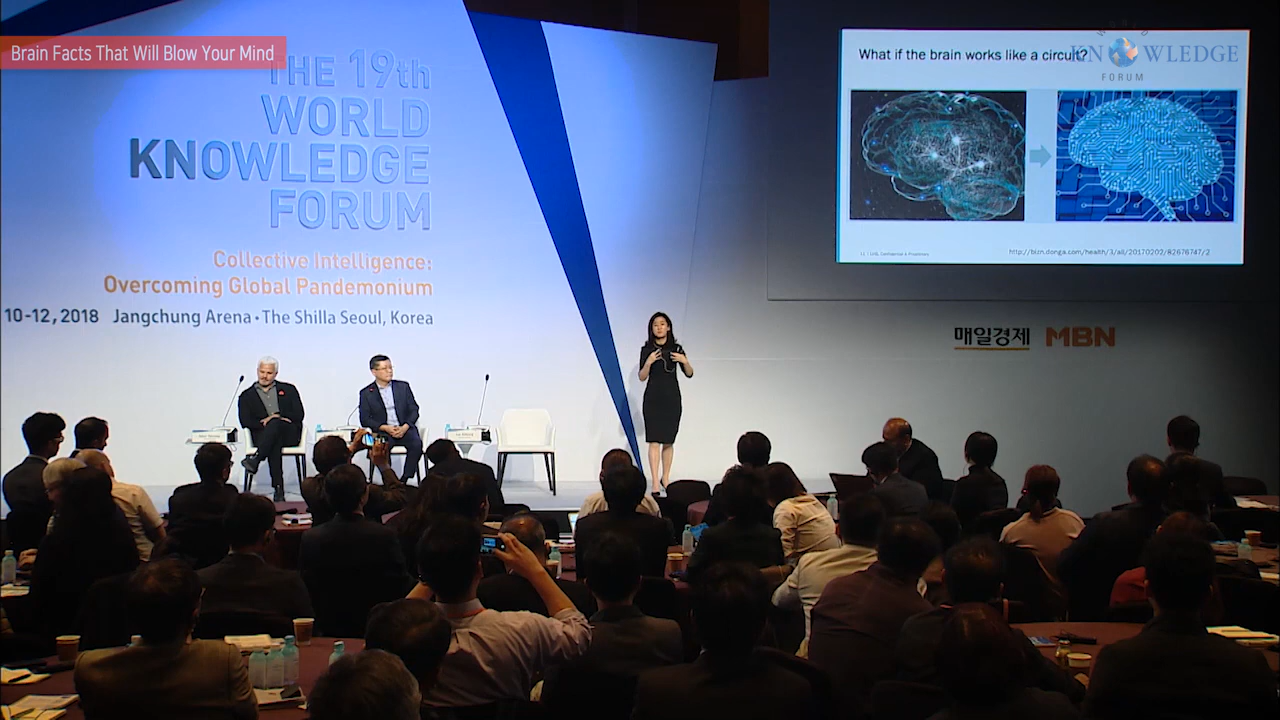 Brain Facts That Will Blow Your Mind
THE 19th
WORLD
KNOWLEDGE
FORUM
Collective Intelligence:
Overcoming Global Pandemonium
10-12, 2018 Jangchung Arena • The Shilla Seoul, Korea
What if the brain works like a circuit?
http://bizn.donga.com/health/3/all/20170202/82676747/2
WORLD
KNOWLEDGE
FORUM
매일경제 MBN